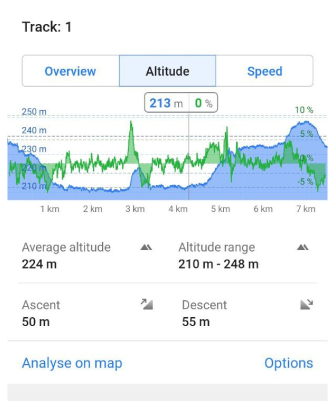 Track: 1
Overview Altitude Speed
213 m 0 %
250 m 10 %
240 m 5 %
230 m 0 %
210 m -5 %
1 km 2 km 3 km 4 km 5 km 6 km 7 km
Average altitude Altitude range
224 m 210 m - 248 m
Ascent Descent
50 m 55 m
Analyse on map Options